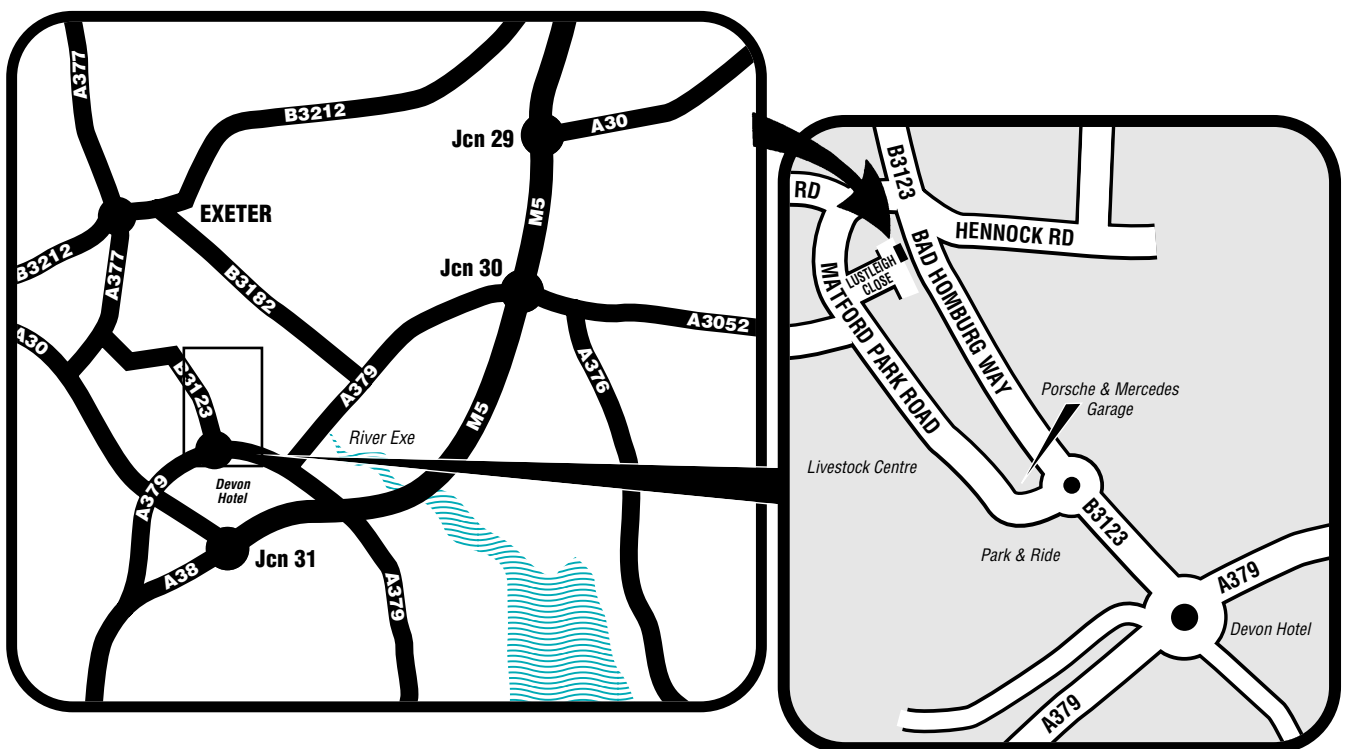 A377
B3212
Jcn 29
A30
EXETER
M5
B3212
A377
B3182
Jcn 30
A3052
A30
B3123
A379
A376
M5
River Exe
Devon
Hotel
A379
Jcn 31
A38
A379
B3123
RD
HENNOCK RD
LUSTLEIGH
CLOSE
BAD HOMBURG WAY
MATFORD PARK ROAD
Porsche & Mercedes
Garage
Livestock Centre
B3123
Park & Ride
A379
Devon Hotel
A379